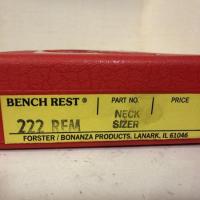 BENCH REST® PART NO. PRICE
222 REM NECK SIZER
FORSTER / BONANZA PRODUCTS, LANARK, IL 61046